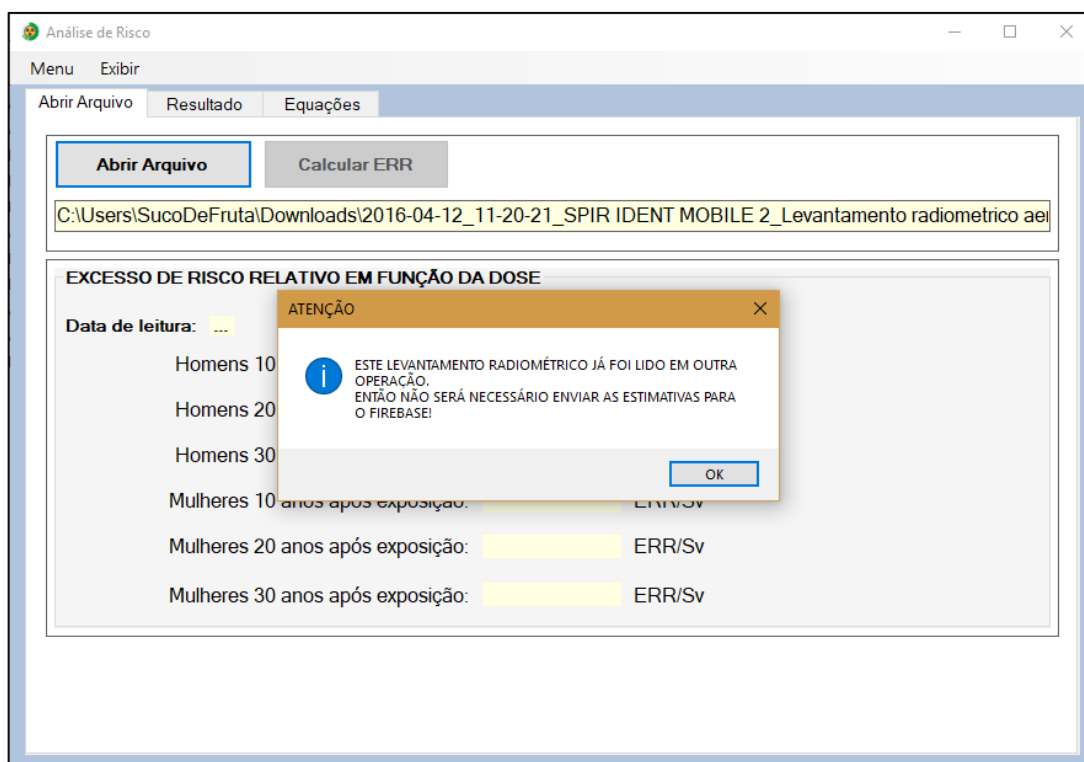 Análise de Risco
Menu Exibir
Abrir Arquivo Resultado Equações
Abrir Arquivo Calcular ERR
C:\Users\SucoDeFruta\Downloads\2016-04-12_11-20-21_SPIR IDENT MOBILE 2_Levantamento radiometrico
EXCESSO DE RISCO RELATIVO EM FUNÇÃO DA DOSE
ATENÇÃO
Data de leitura: ...
ESTE LEVANTAMENTO RADIOMÉTRICO JÁ FOI LIDO EM OUTRA
OPERAÇÃO.
ENTÃO NÃO SERÁ NECESSÁRIO ENVIAR AS ESTIMATIVAS PARA
O FIREBASE!
OK
Homens 10
Homens 20
Homens 30
Mulheres 10 anos após exposição: ERR/Sv
Mulheres 20 anos após exposição: ERR/Sv
Mulheres 30 anos após exposição: ERR/Sv